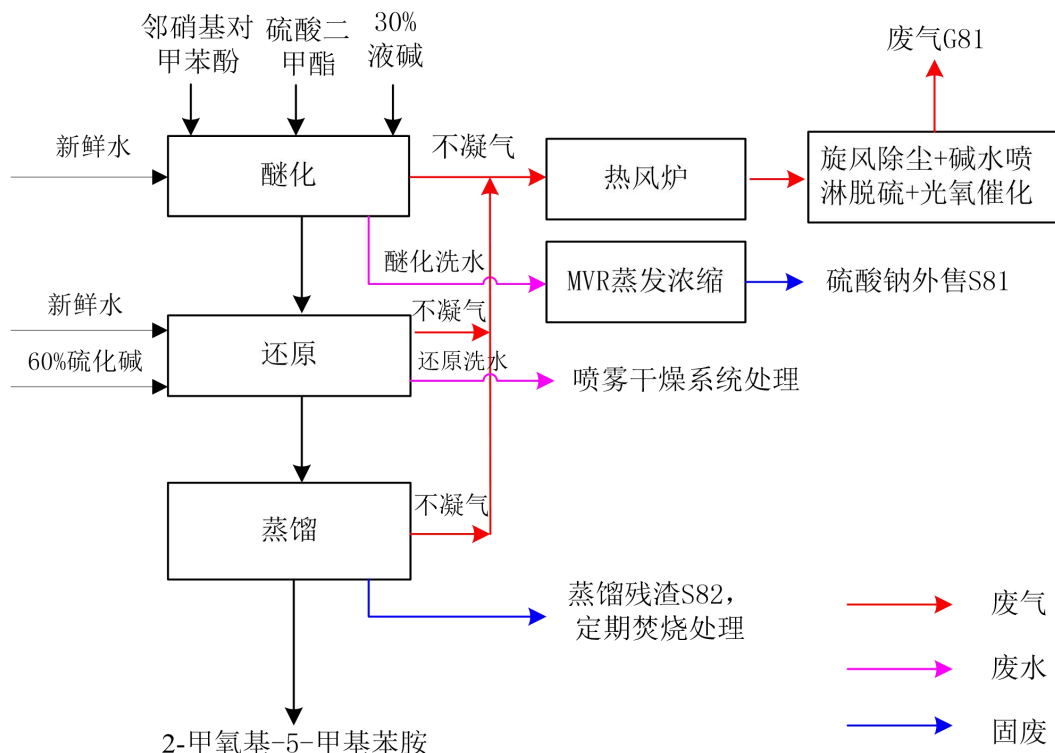 邻硝基对
甲苯酚
硫酸二
甲酯
30%
液碱
废气G81
新鲜水
醚化
不凝气
热风炉
旋风除尘+碱水喷
淋脱硫+光氧催化
醚化洗水
MVR蒸发浓缩
硫酸钠外售S81
新鲜水
不凝气
60%硫化碱
还原
还原洗水
喷雾干燥系统处理
蒸馏
不凝气
蒸馏残渣S82,
定期焚烧处理
废气
废水
固废
2-甲氧基-5-甲基苯胺